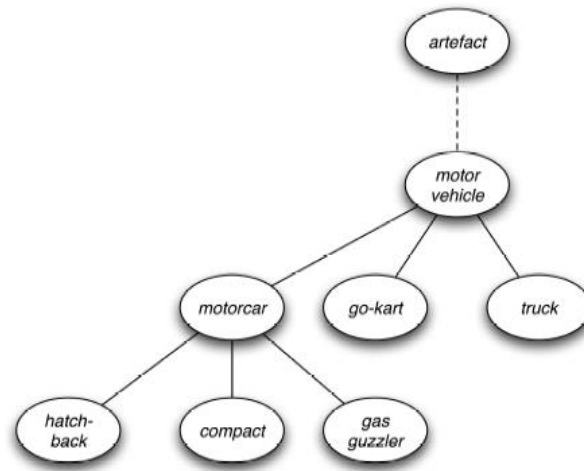 artefact
motor
vehicle
motorcar
go-kart
truck
hatch-
back
compact
gas
guzzler